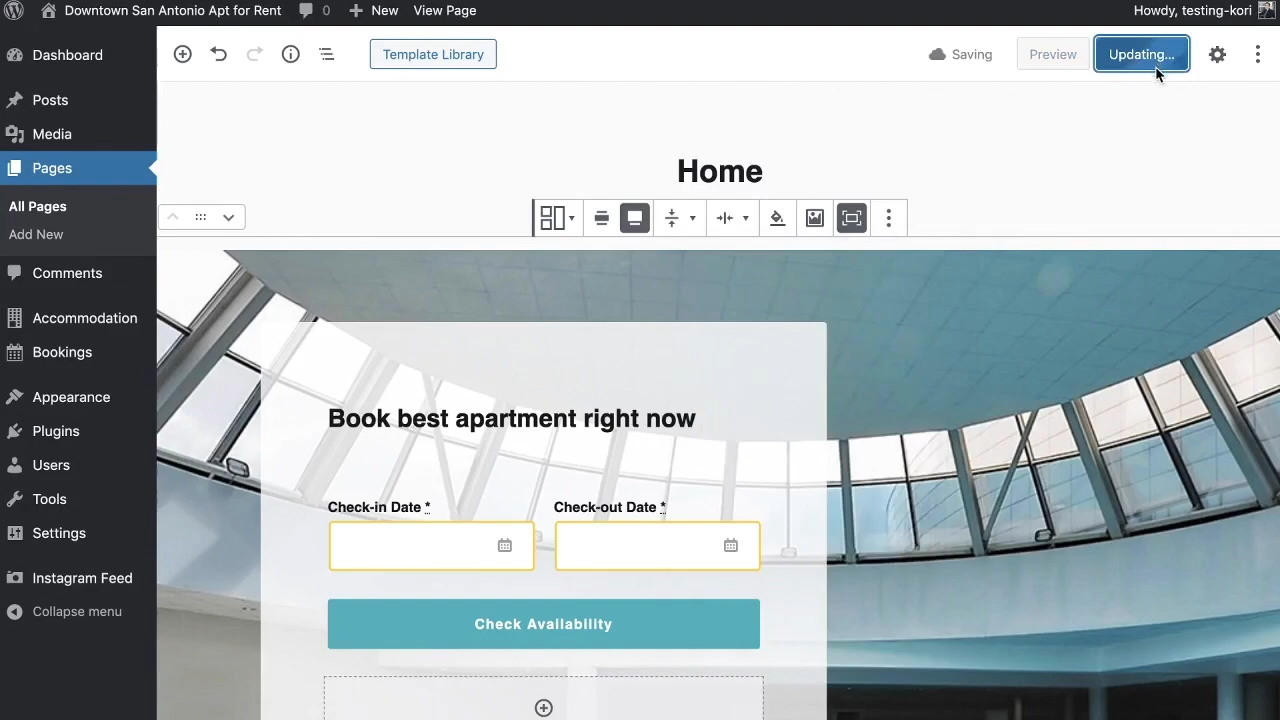 Downtown San Antonio Apt for Rent 0 New View Page Howdy, testing-kori
Dashboard
Posts
Media
Pages
All Pages
Add New
Comments
Accommodation
Bookings
Appearance
Plugins
Users
Tools
Settings
Instagram Feed
Collapse menu
Template Library Saving Preview Updating...
Home
Book best apartment right now
Check-in Date * Check-out Date *
Check Availability